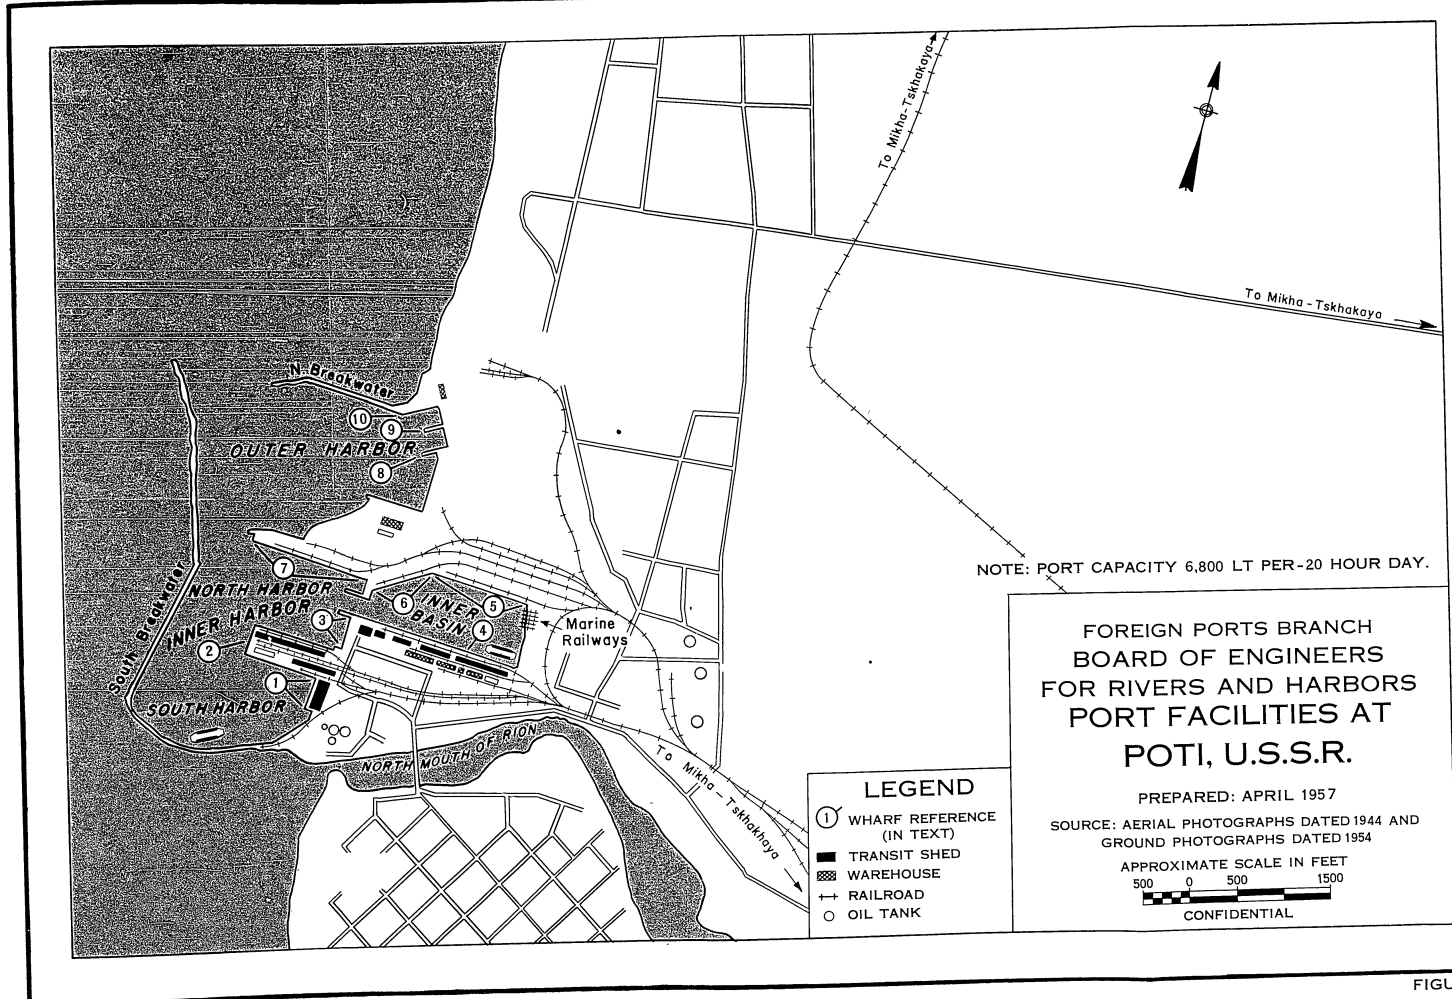 To Mikha-Tskhakaya
To Mikha-Tskhakaya
N. Breakwater
10
9
OUTER HARBOR
8
South Breakwater
7
NORTH HARBOR
INNER HARBOR
6
INNER
BASIN
5
4
3
2
1
Marine
Railways
SOUTH HARBOR
NORTH MOUTH OF RION
To Mikha-Tskhakhaya
NOTE: PORT CAPACITY 6,800 LT PER-20 HOUR DAY.
LEGEND
1 WHARF REFERENCE
(IN TEXT)
TRANSIT SHED
WAREHOUSE
RAILROAD
OIL TANK
FOREIGN PORTS BRANCH
BOARD OF ENGINEERS
FOR RIVERS AND HARBORS
PORT FACILITIES AT
POTI, U.S.S.R.
PREPARED: APRIL 1957
SOURCE: AERIAL PHOTOGRAPHS DATED 1944 AND
GROUND PHOTOGRAPHS DATED 1954
APPROXIMATE SCALE IN FEET
500 0 500 1500
CONFIDENTIAL
FIGU